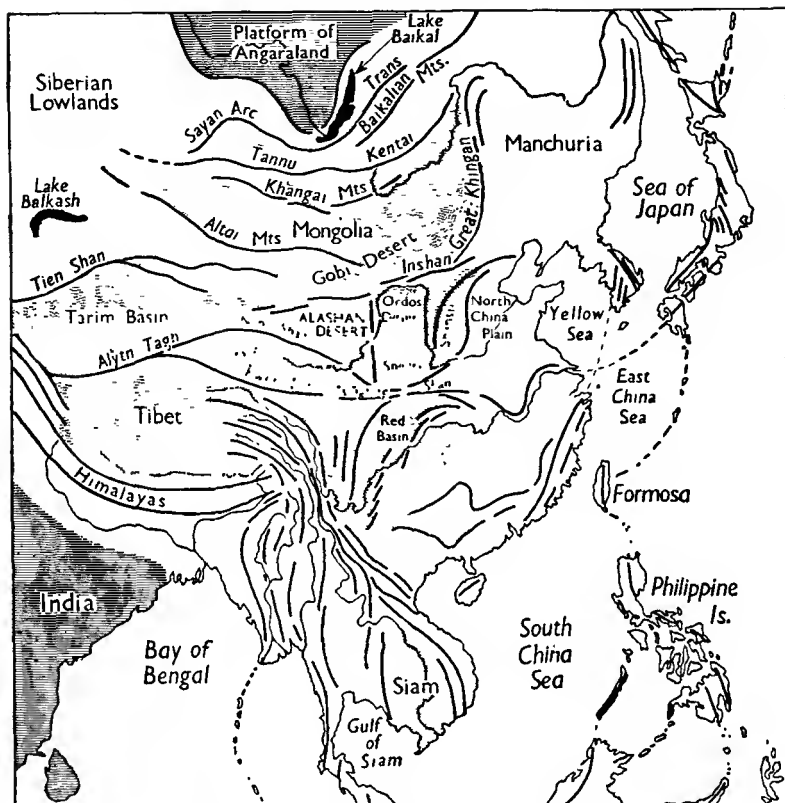 Platform of
Angaraland
Lake
Baikal
Siberian
Lowlands
Trans
Baikalian Mts.
Sayan Arc
Tannu
Kentai
Khangai Mts
Manchuria
Lake
Balkash
Altai Mts
Mongolia
Great Khingan
Sea of
Japan
Gobi Desert
Inshan
Tien Shan
Tarim Basin
ALASHAN
DESERT
Ordos
North
China
Plain
Yellow
Sea
Altyn Tagh
Tibet
Red
Basin
East
China
Sea
Himalayas
Formosa
India
Bay of
Bengal
South
China
Sea
Philippine
Is.
Siam
Gulf
of
Siam